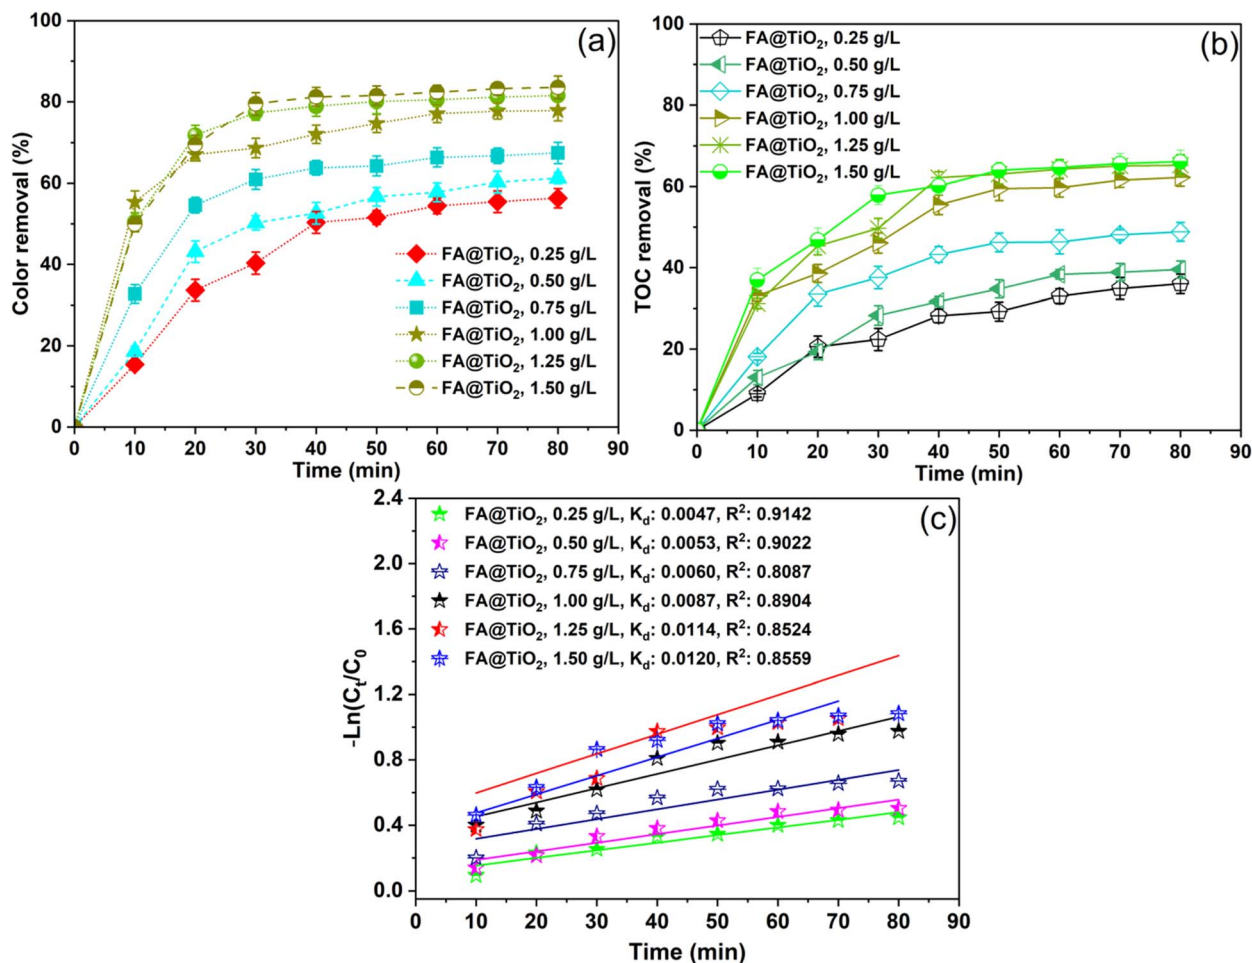 (a)
Color removal (%)
100
80
60
40
20
0
FA@TiO₂, 0.25 g/L
FA@TiO₂, 0.50 g/L
FA@TiO₂, 0.75 g/L
FA@TiO₂, 1.00 g/L
FA@TiO₂, 1.25 g/L
FA@TiO₂, 1.50 g/L
0 10 20 30 40 50 60 70 80 90
Time (min)
(b)
TOC removal (%)
100
80
60
40
20
0
FA@TiO₂, 0.25 g/L
FA@TiO₂, 0.50 g/L
FA@TiO₂, 0.75 g/L
FA@TiO₂, 1.00 g/L
FA@TiO₂, 1.25 g/L
FA@TiO₂, 1.50 g/L
0 10 20 30 40 50 60 70 80 90
Time (min)
(c)
-Ln(Cₜ/C₀)
2.4
2.0
1.6
1.2
0.8
0.4
0.0
FA@TiO₂, 0.25 g/L, K_d: 0.0047, R²: 0.9142
FA@TiO₂, 0.50 g/L, K_d: 0.0053, R²: 0.9022
FA@TiO₂, 0.75 g/L, K_d: 0.0060, R²: 0.8087
FA@TiO₂, 1.00 g/L, K_d: 0.0087, R²: 0.8904
FA@TiO₂, 1.25 g/L, K_d: 0.0114, R²: 0.8524
FA@TiO₂, 1.50 g/L, K_d: 0.0120, R²: 0.8559
0 10 20 30 40 50 60 70 80 90
Time (min)